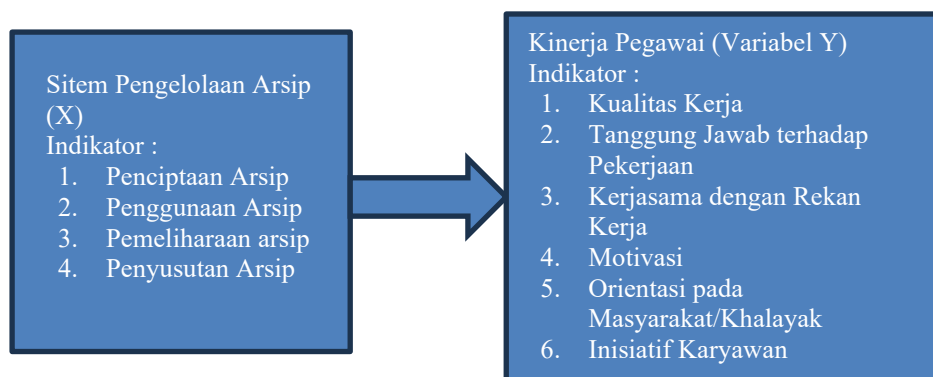 Sitem Pengelolaan Arsip
(X)
Indikator :
1. Penciptaan Arsip
2. Penggunaan Arsip
3. Pemeliharaan arsip
4. Penyusutan Arsip
Kinerja Pegawai (Variabel Y)
Indikator :
1. Kualitas Kerja
2. Tanggung Jawab terhadap
Pekerjaan
3. Kerjasama dengan Rekan
Kerja
4. Motivasi
5. Orientasi pada
Masyarakat/Khalayak
6. Inisiatif Karyawan